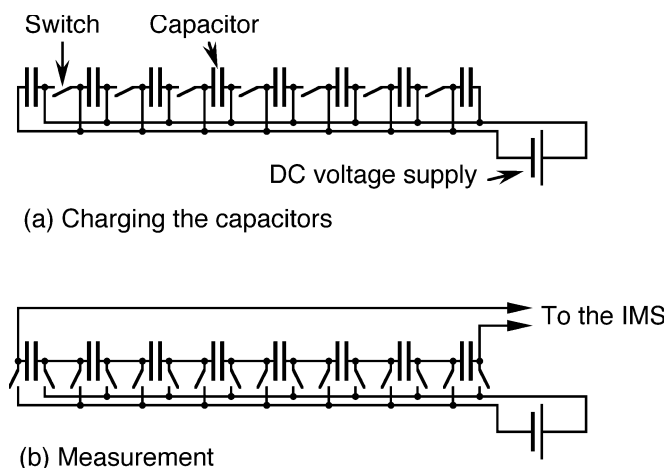 Switch
Capacitor
DC voltage supply
(a) Charging the capacitors
To the IMS
(b) Measurement